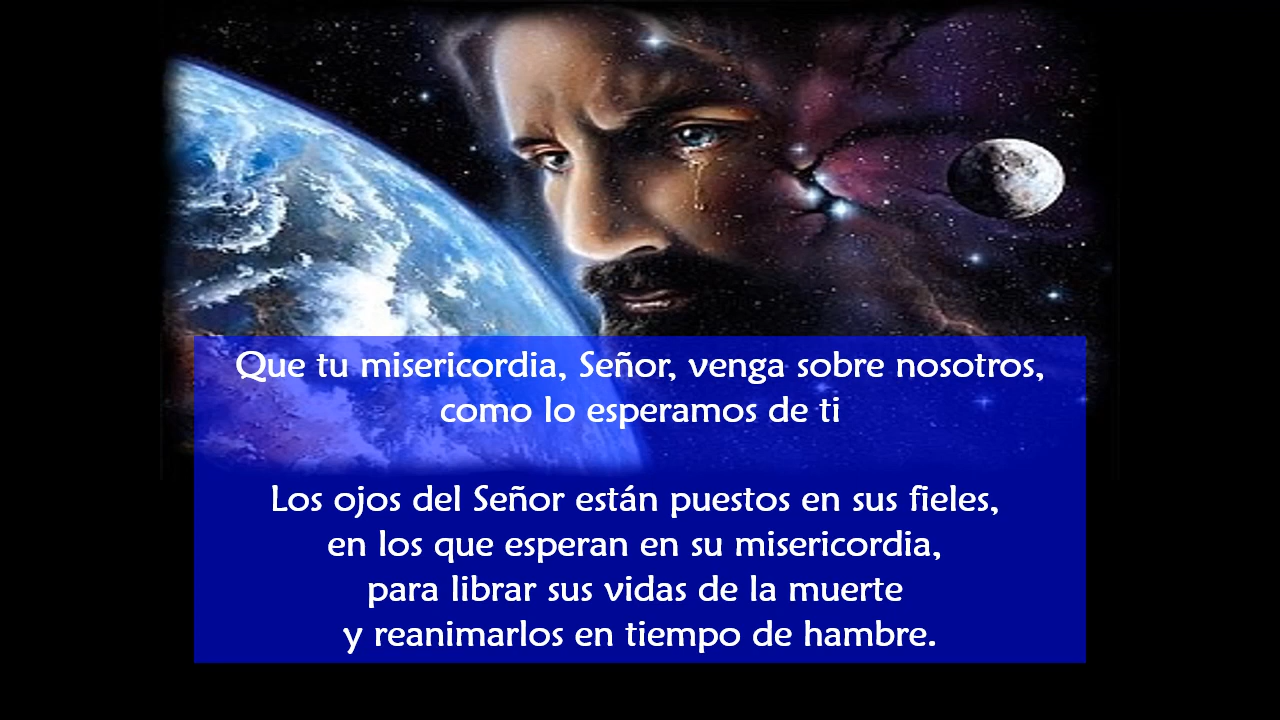 Que tu misericordia, Señor, venga sobre nosotros,
como lo esperamos de ti
Los ojos del Señor están puestos en sus fieles,
en los que esperan en su misericordia,
para librar sus vidas de la muerte
y reanimarlos en tiempo de hambre.